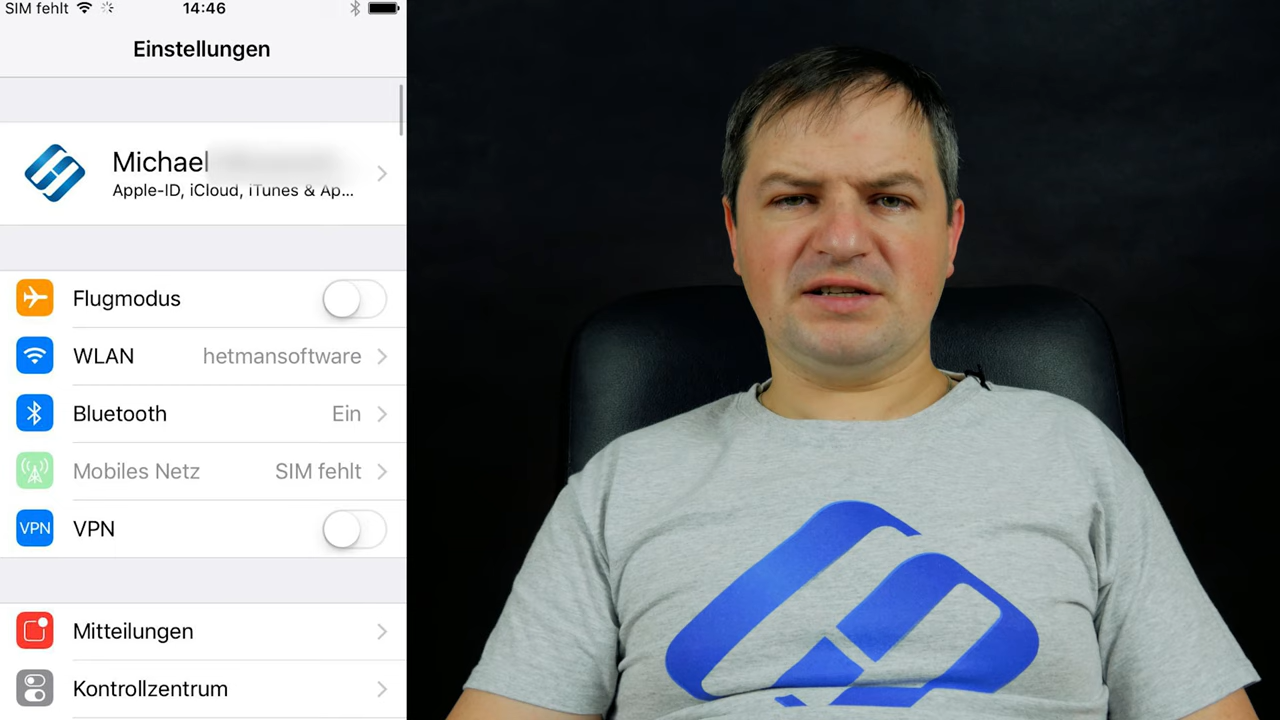 SIM fehlt 14:46
Einstellungen
Michael
Apple-ID, iCloud, iTunes & Ap...
Flugmodus
WLAN hetmansoftware
Bluetooth Ein
Mobiles Netz SIM fehlt
VPN VPN
Mitteilungen
Kontrollzentrum